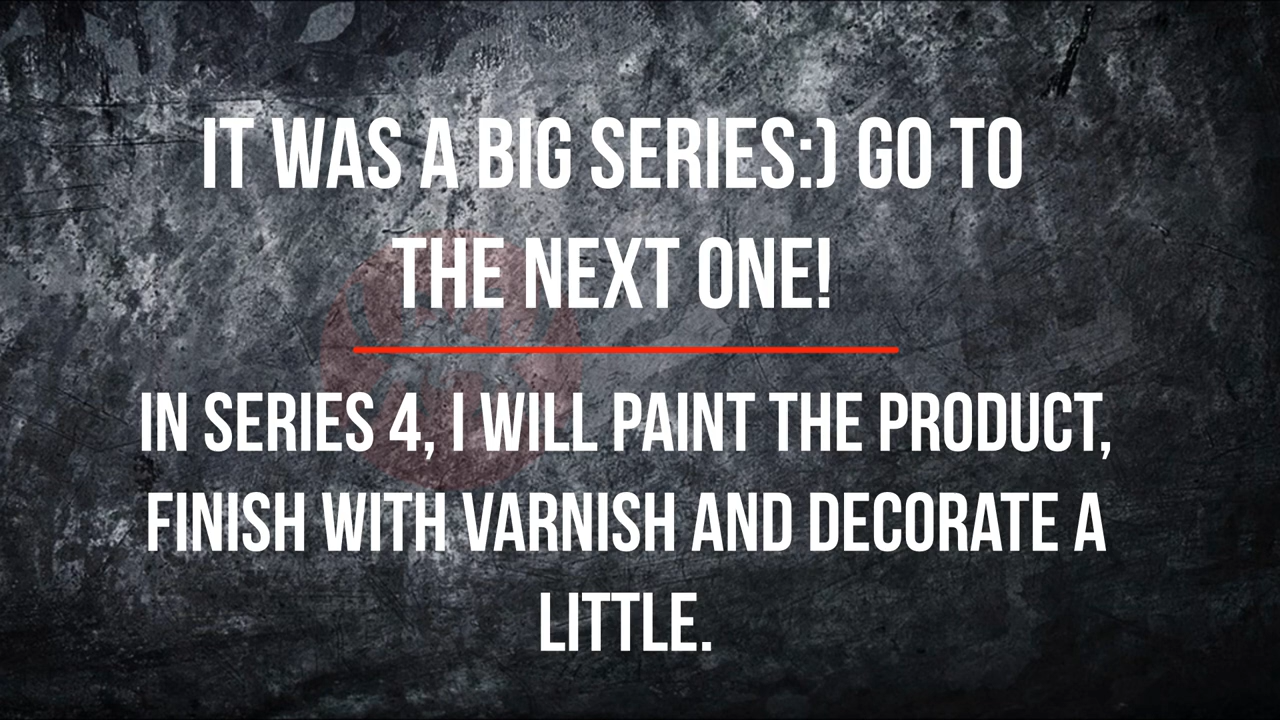 IT WAS A BIG SERIES:) GO TO
THE NEXT ONE!
IN SERIES 4, I WILL PAINT THE PRODUCT,
FINISH WITH VARNISH AND DECORATE A
LITTLE.